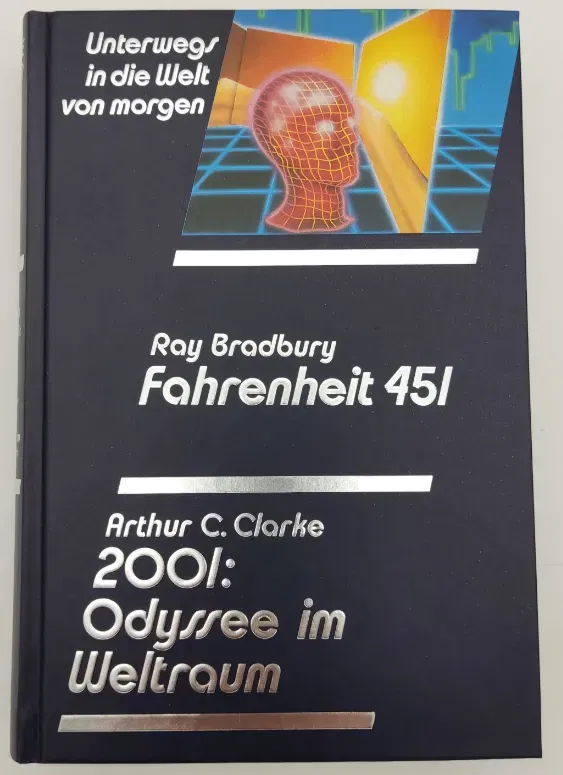 Unterwegs
in die Welt
von morgen
Ray Bradbury
Fahrenheit 451
Arthur C. Clarke
2001:
Odyssee im
Weltraum